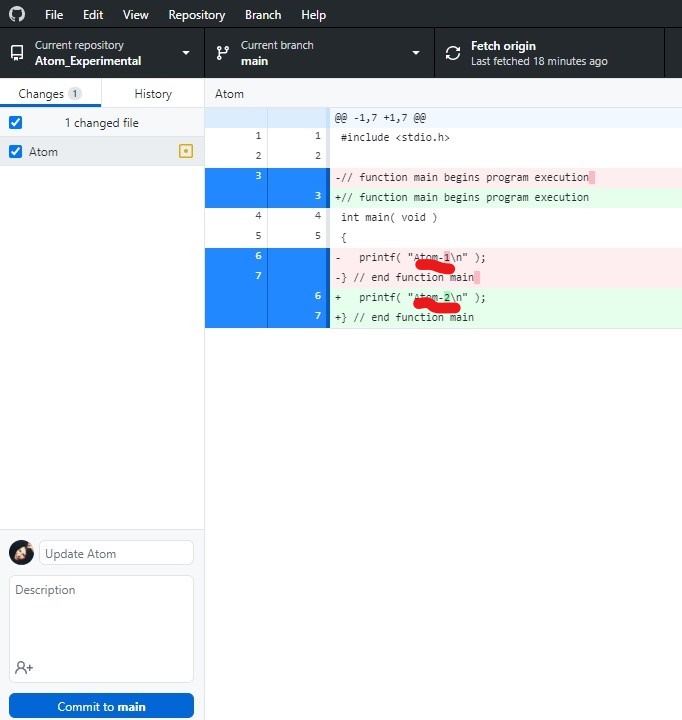 File Edit View Repository Branch Help
Current repository
Atom_Experimental
Current branch
main
Fetch origin
Last fetched 18 minutes ago
Changes 1 History
Atom
1 changed file
Atom
@@ -1,7 +1,7 @@
1 1 #include <stdio.h>
2 2
3 -// function main begins program execution
3 +// function main begins program execution
4 4 int main( void )
5 5 {
6 - printf( "Atom-1\n" );
7 -} // end function main
6 + printf( "Atom-2\n" );
7 +} // end function main
Update Atom
Description
Commit to main